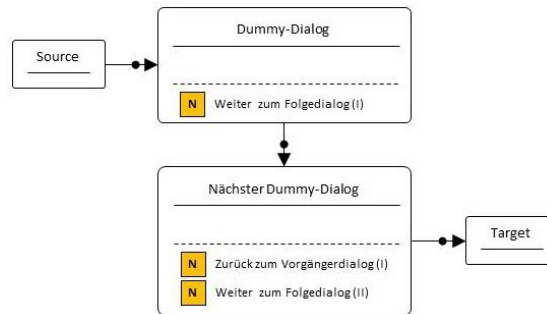 Dummy-Dialog
Source
N Weiter zum Folgedialog (I)
Nächster Dummy-Dialog
Target
N Zurück zum Vorgängerdialog (I)
N Weiter zum Folgedialog (II)